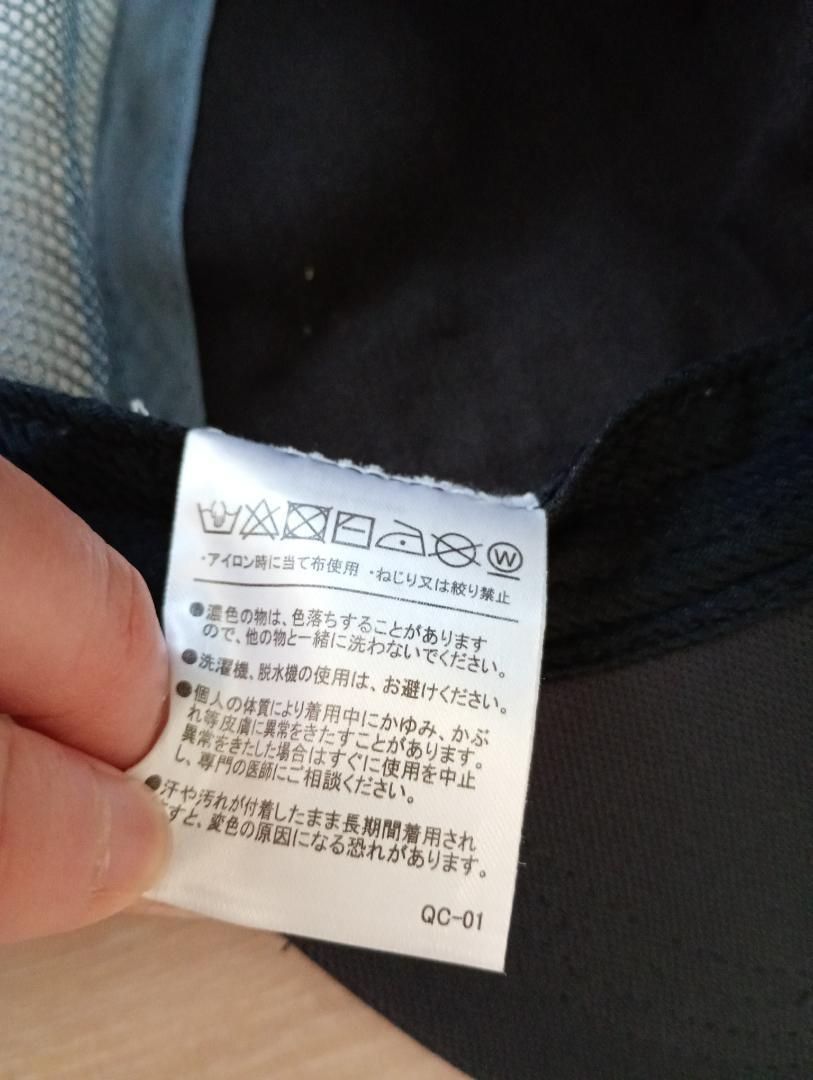 W
・アイロン時に当て布使用 ・ねじり又は絞り禁止
●濃色の物は、色落ちすることがあります
ので、他の物と一緒に洗わないでください。
●洗濯機、脱水機の使用は、お避けください。
●個人の体質により着用中にかゆみ、かぶ
れ等皮膚に異常をきたすことがあります。
異常をきたした場合はすぐに使用を中止
し、専門の医師にご相談ください。
●汗や汚れが付着したまま長期間着用され
すと、変色の原因になる恐れがあります。
QC-01